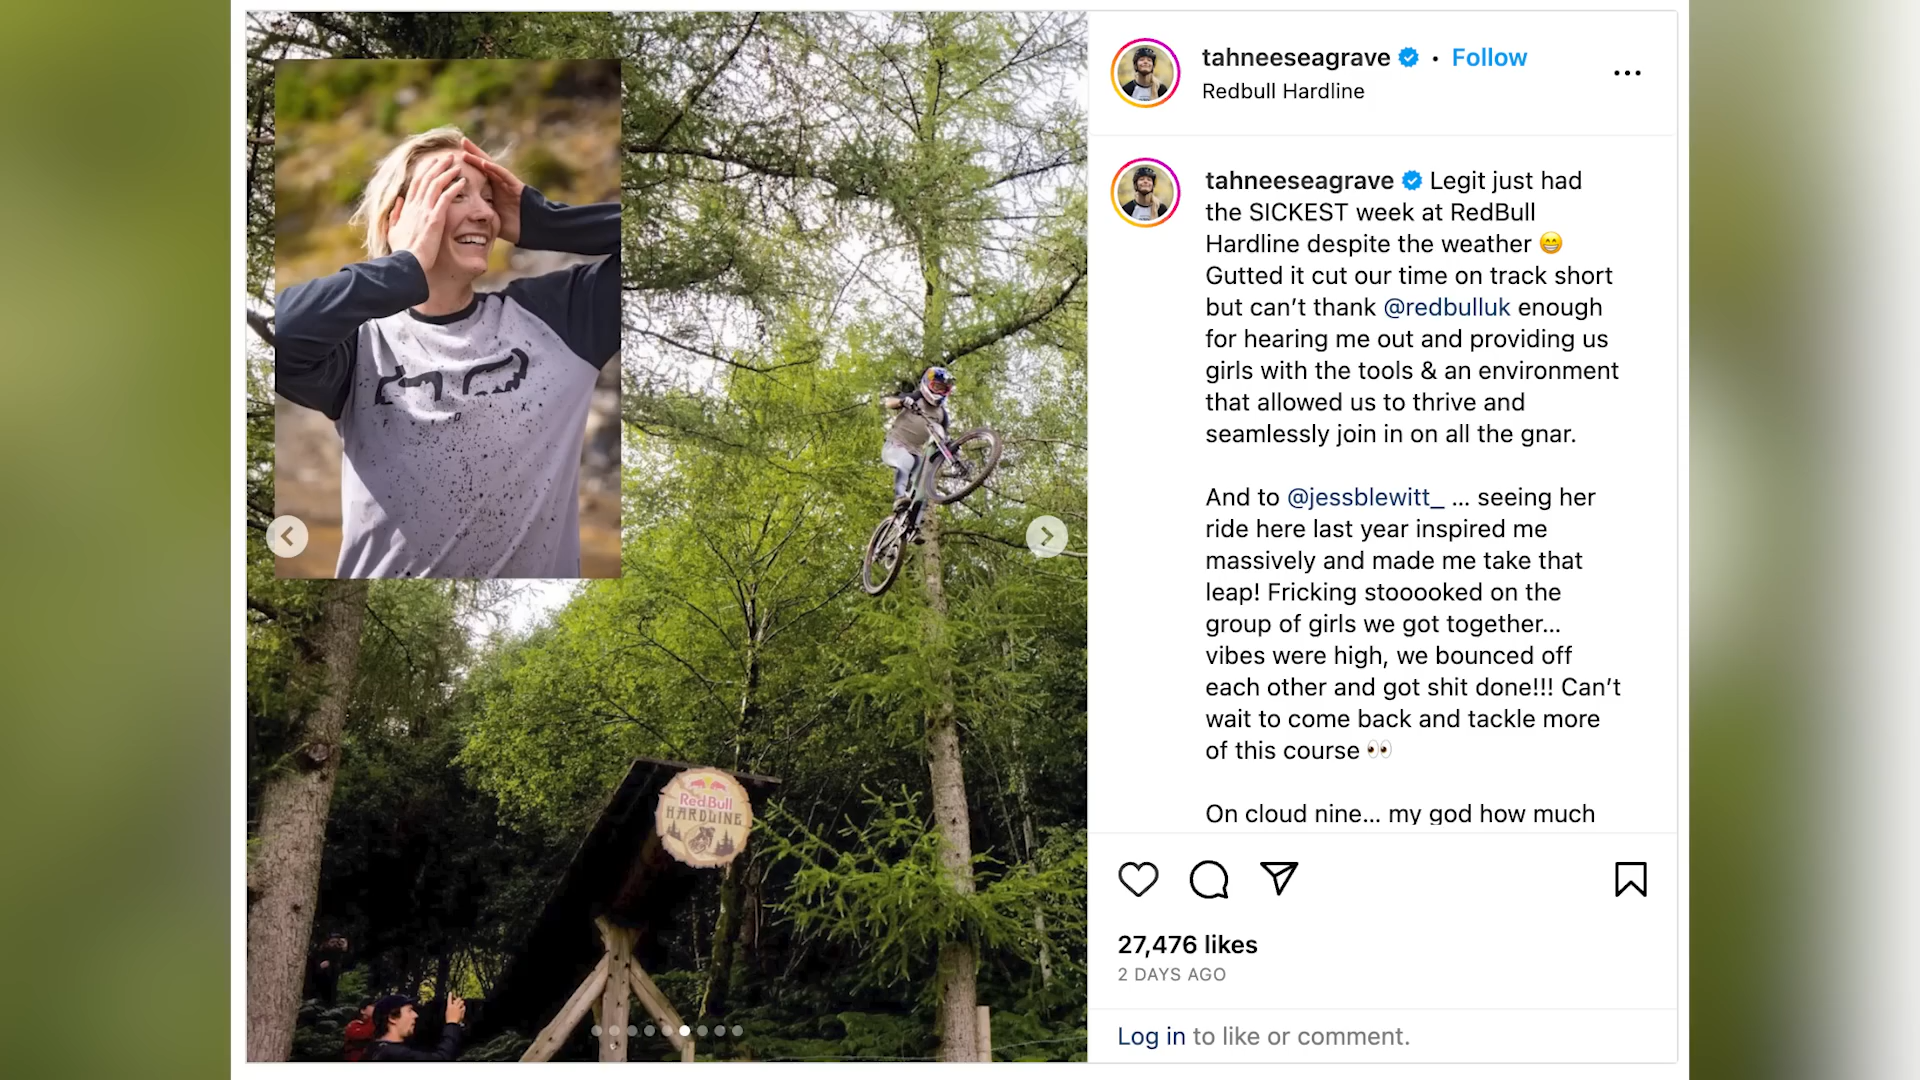 tahneeseagrave • Follow
Redbull Hardline
tahneeseagrave Legit just had
the SICKEST week at RedBull
Hardline despite the weather 😁
Gutted it cut our time on track short
but can’t thank @redbulluk enough
for hearing me out and providing us
girls with the tools & an environment
that allowed us to thrive and
seamlessly join in on all the gnar.
And to @jessblewitt_ ... seeing her
ride here last year inspired me
massively and made me take that
leap! Fricking stooooked on the
group of girls we got together...
vibes were high, we bounced off
each other and got shit done!!! Can’t
wait to come back and tackle more
of this course 👀
On cloud nine... my god how much
27,476 likes
2 DAYS AGO
Log in to like or comment.
Red Bull
HARDLINE